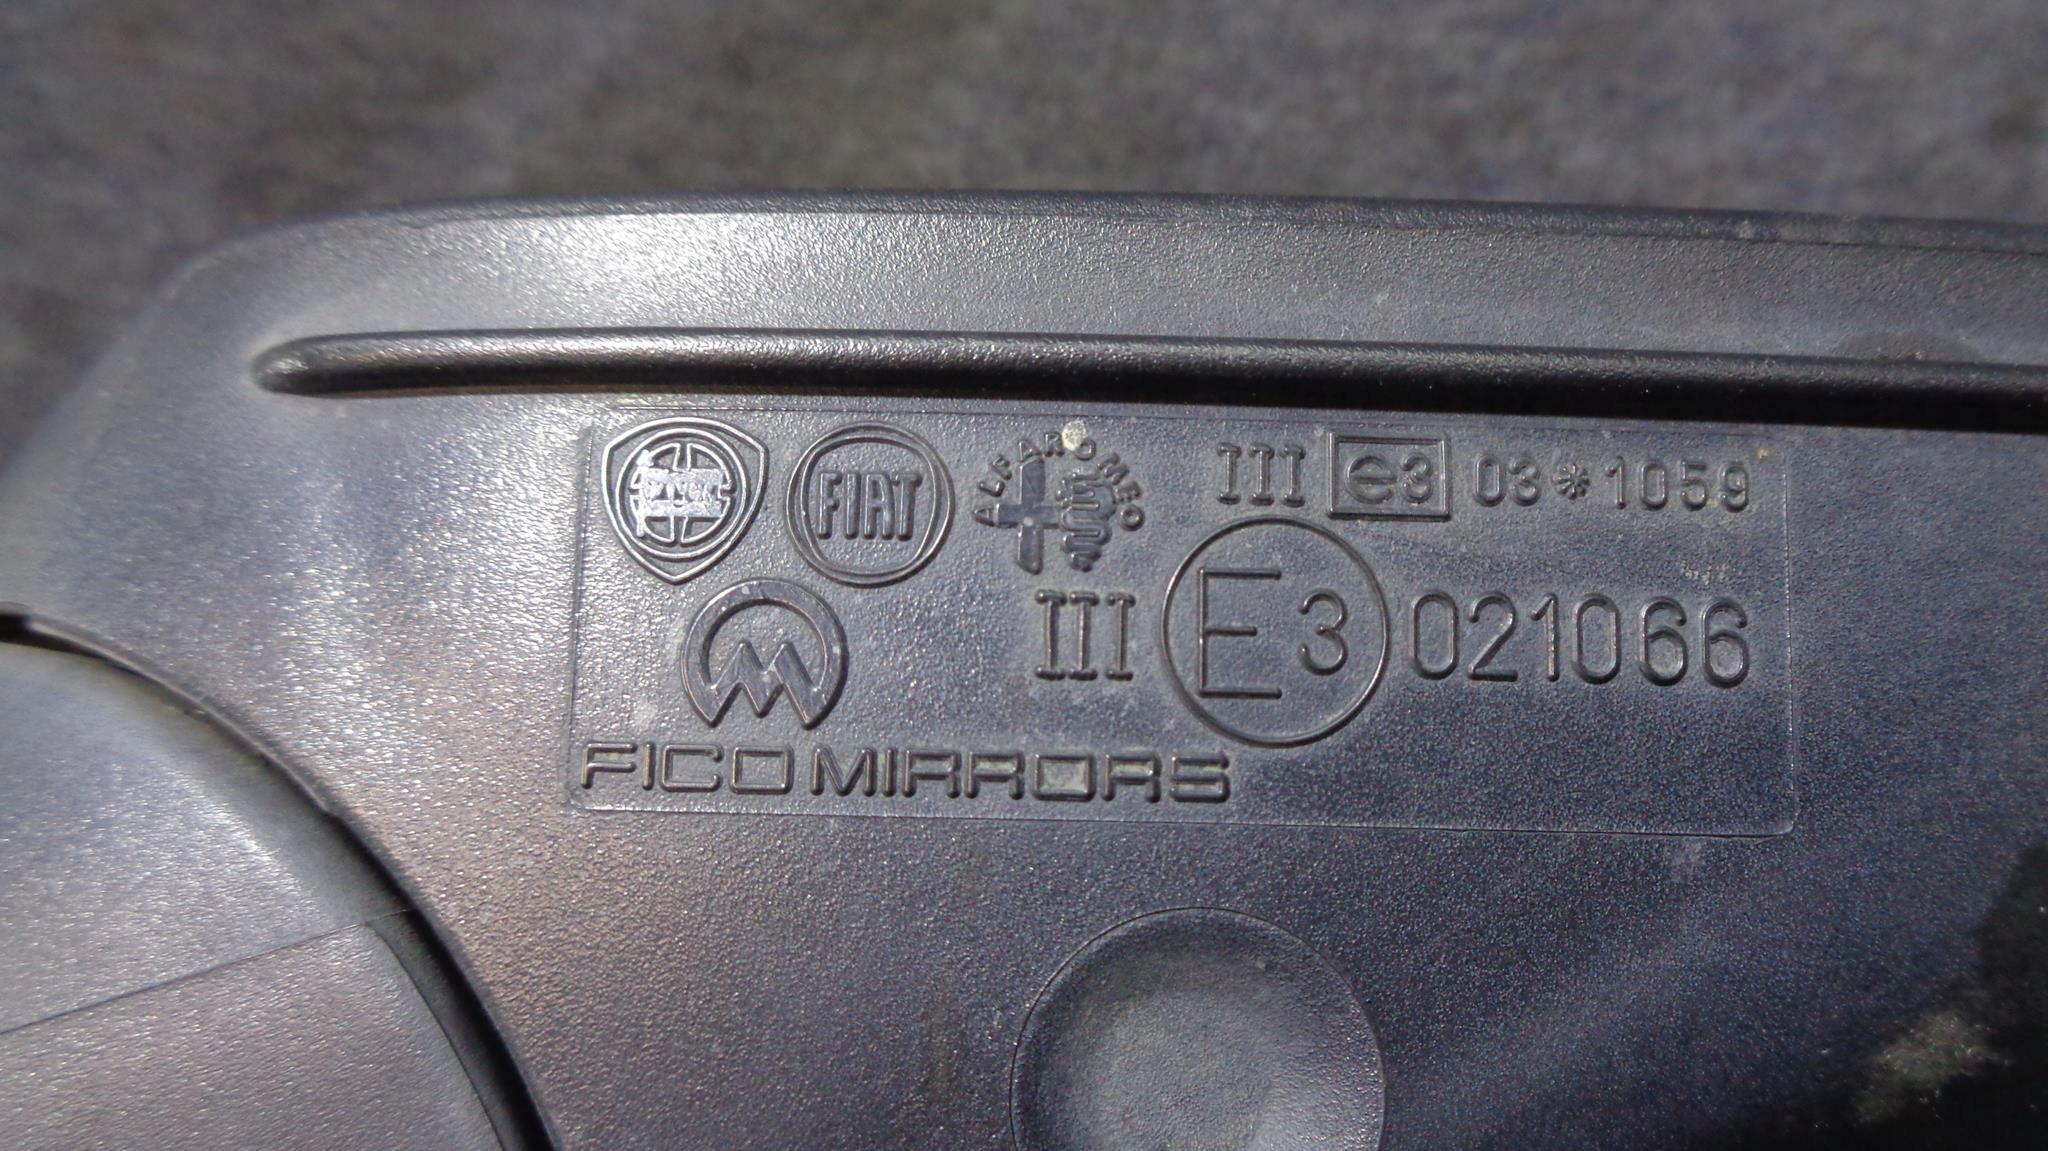 FIAT ALFA ROMEO III e3 03*1059
III E3 021066
FICO MIRRORS